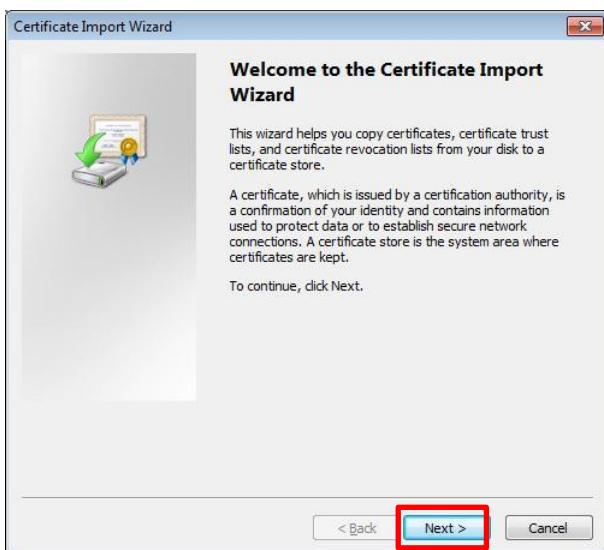 Certificate Import Wizard
Welcome to the Certificate Import
Wizard
This wizard helps you copy certificates, certificate trust
lists, and certificate revocation lists from your disk to a
certificate store.
A certificate, which is issued by a certification authority, is
a confirmation of your identity and contains information
used to protect data or to establish secure network
connections. A certificate store is the system area where
certificates are kept.
To continue, click Next.
< Back Next > Cancel